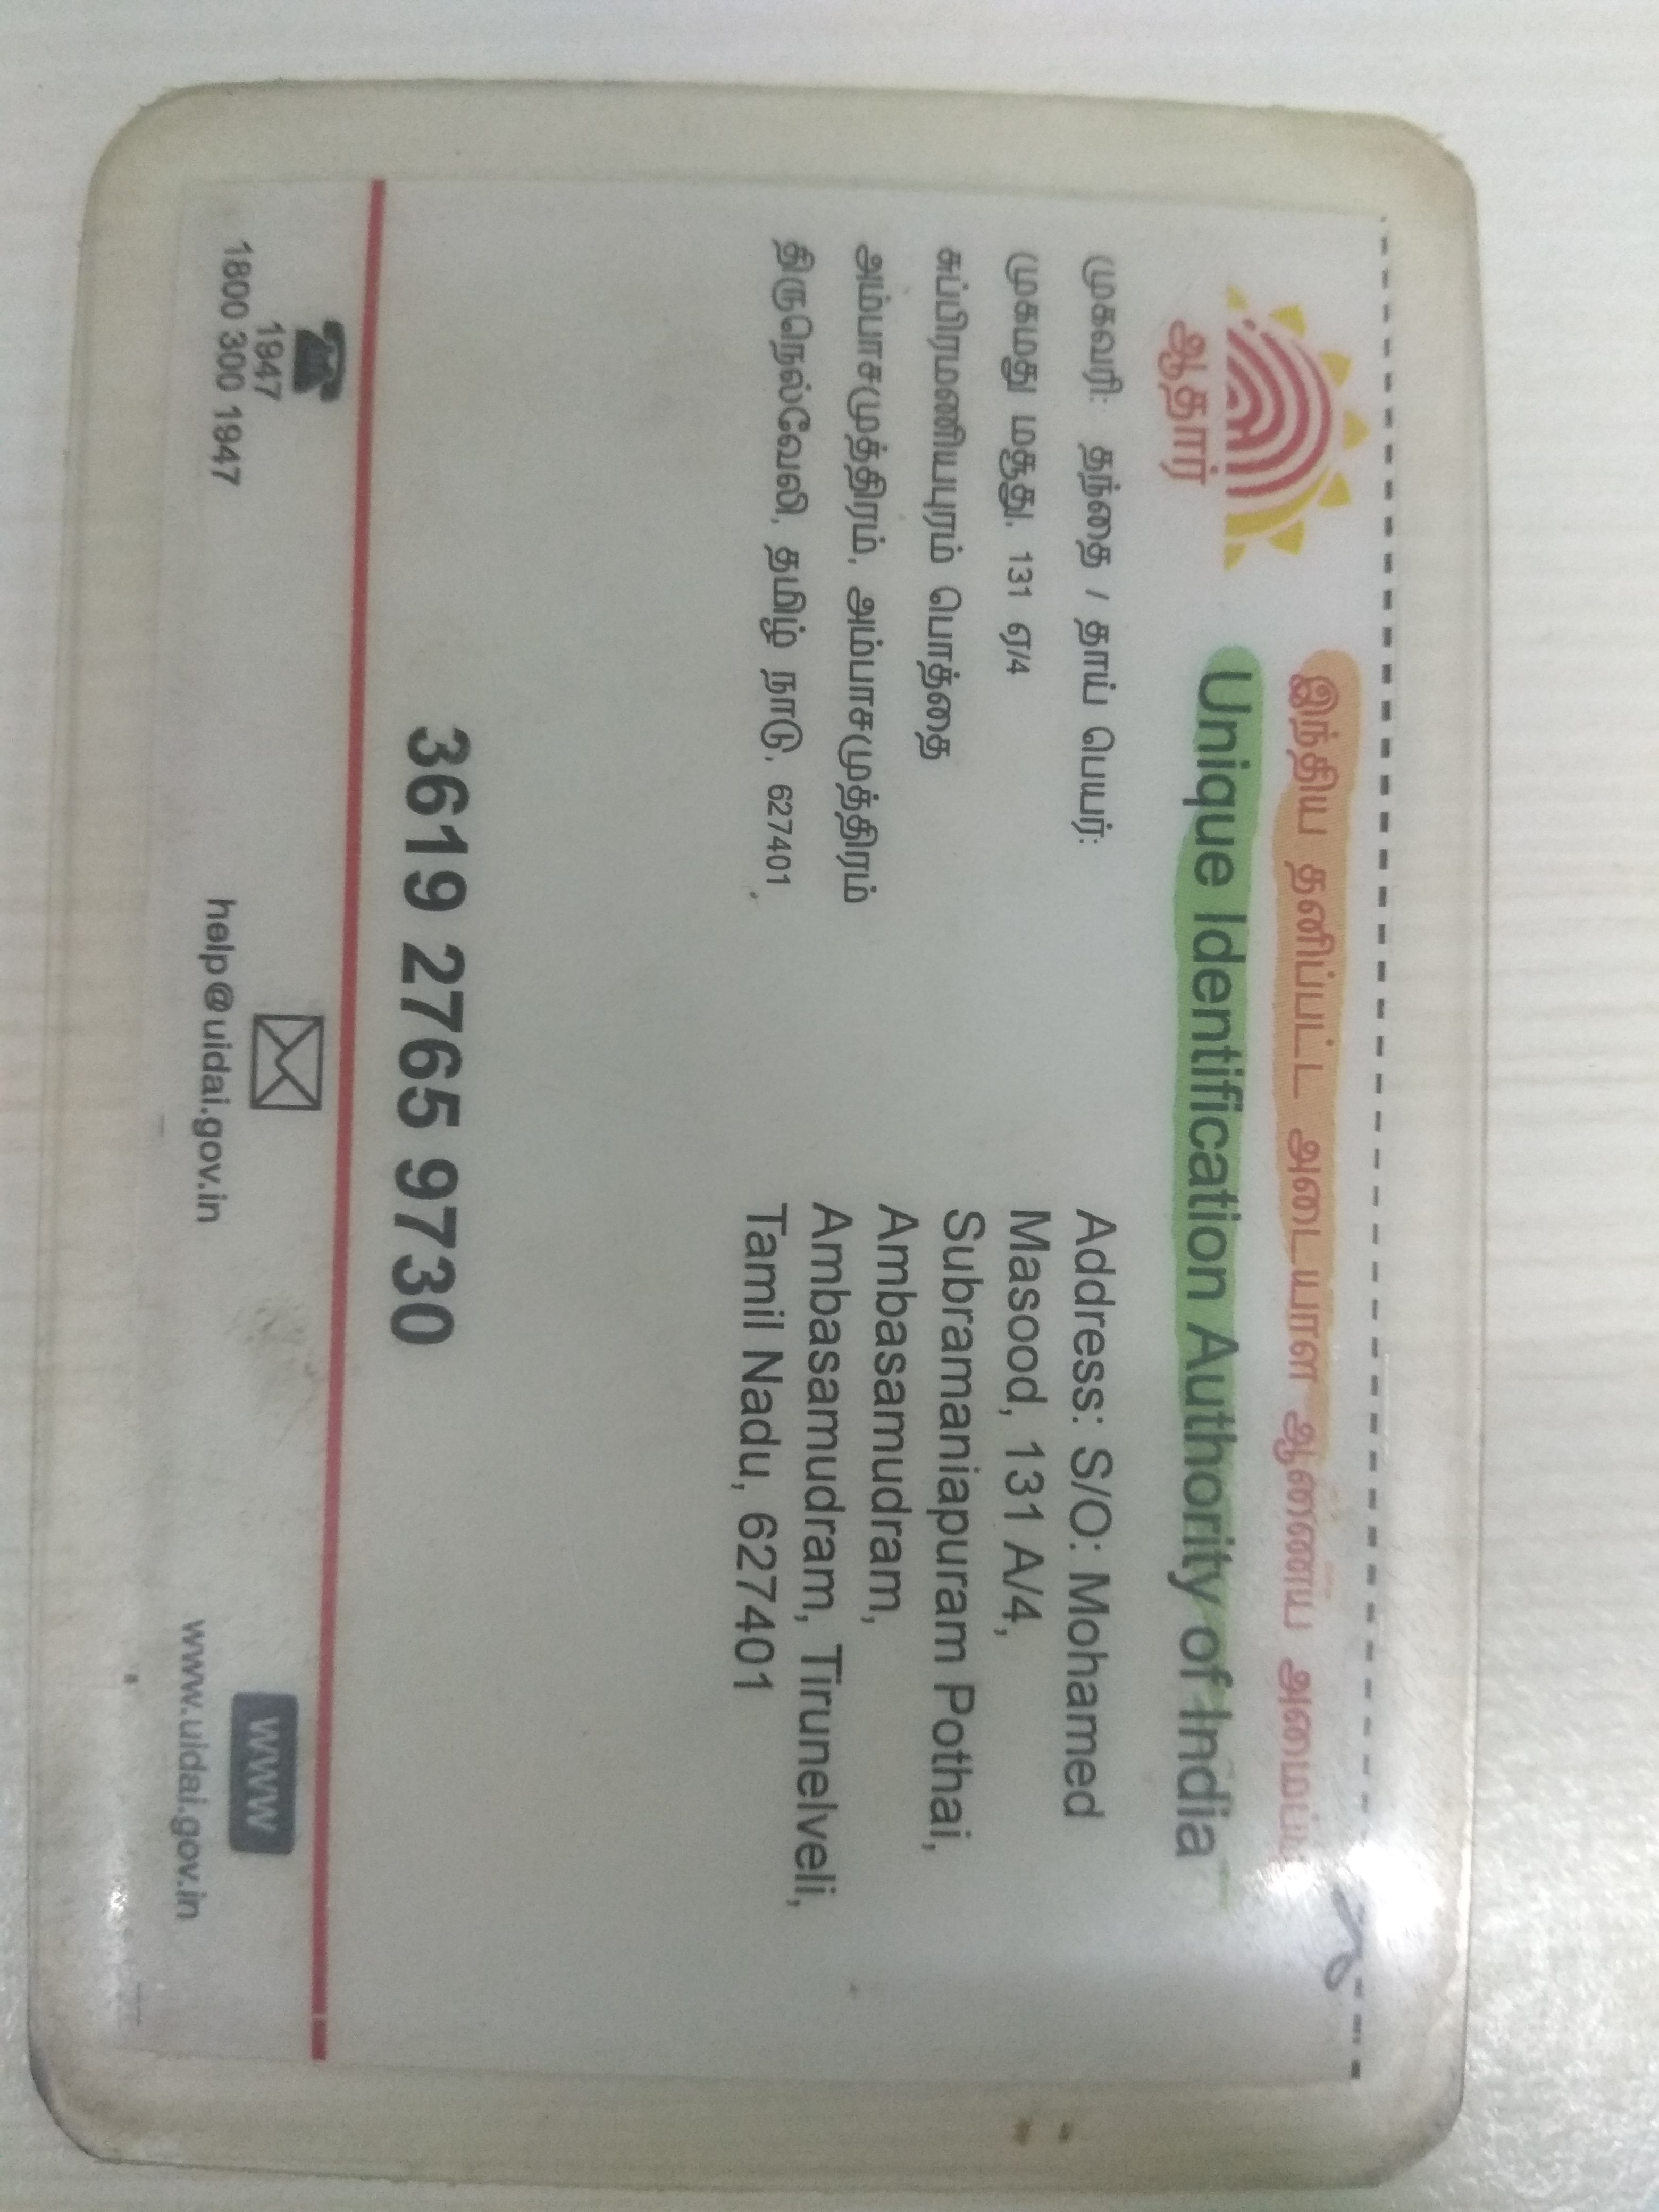 இந்திய தனிப்பட்ட அடையாள ஆணைய அமைப்பு
Unique Identification Authority of India
ஆதார்
முகவரி: தந்தை / தாய் பெயர்:
முகமது மசூது, 131 ஏ/4
சுப்பிரமணியபுரம் பொத்தை
அம்பாசமுத்திரம், அம்பாசமுத்திரம்
திருநெல்வேலி, தமிழ் நாடு, 627401
Address: S/O: Mohamed
Masood, 131 A/4,
Subramaniapuram Pothai,
Ambasamudram,
Ambasamudram, Tirunelveli,
Tamil Nadu, 627401
3619 2765 9730
1947
1800 300 1947
help@uidai.gov.in
www
www.uidai.gov.in